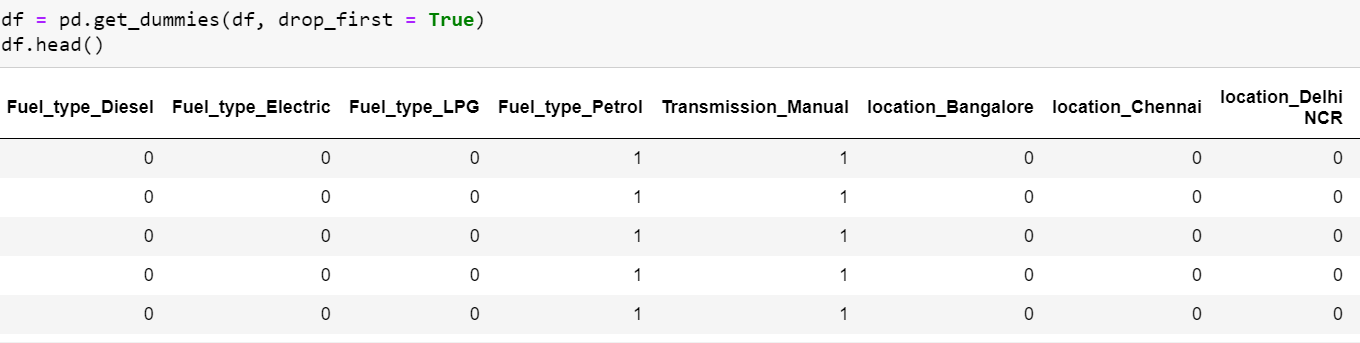 df = pd.get_dummies(df, drop_first = True)
df.head()
Fuel_type_Diesel Fuel_type_Electric Fuel_type_LPG Fuel_type_Petrol Transmission_Manual location_Bangalore location_Chennai location_Delhi NCR
0 0 0 1 1 0 0 0
0 0 0 1 1 0 0 0
0 0 0 1 1 0 0 0
0 0 0 1 1 0 0 0
0 0 0 1 1 0 0 0